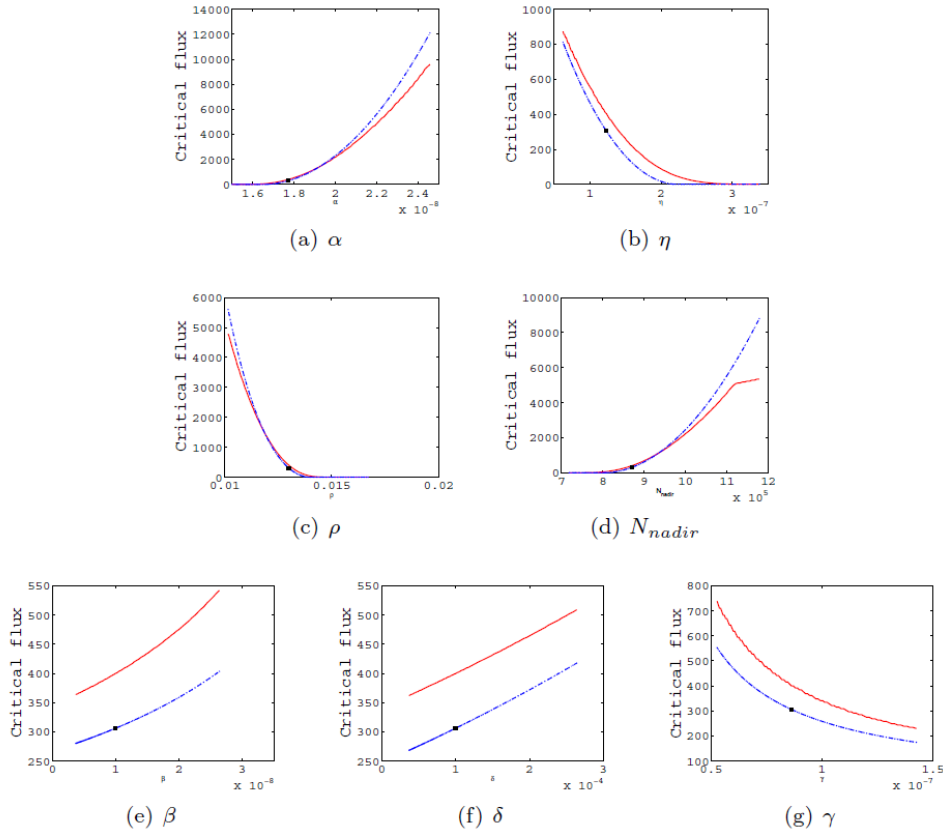 14000
12000
10000
8000
6000
4000
2000
0
Critical flux
1.6 1.8 2 2.2 2.4
α
x 10⁻⁸
(a) α
1000
800
600
400
200
0
Critical flux
1 2 3
η
x 10⁻⁷
(b) η
6000
5000
4000
3000
2000
1000
0
Critical flux
0.01 0.015 0.02
ρ
(c) ρ
10000
8000
6000
4000
2000
0
Critical flux
7 8 9 10 11 12
N_nadir
x 10⁵
(d) N_nadir
550
500
450
400
350
300
250
Critical flux
0 1 2 3
β
x 10⁻⁸
(e) β
550
500
450
400
350
300
250
Critical flux
0 1 2 3
δ
x 10⁻⁴
(f) δ
800
700
600
500
400
300
200
100
Critical flux
0.5 1 1.5
γ
x 10⁻⁷
(g) γ